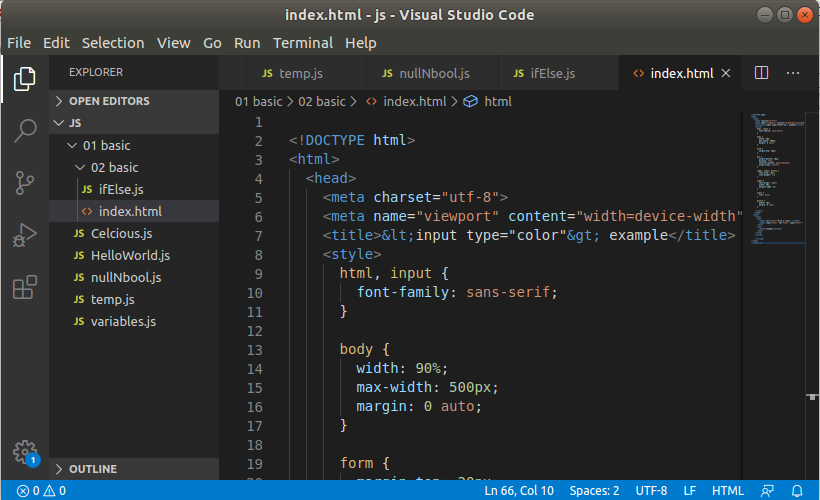 index.html - js - Visual Studio Code
File Edit Selection View Go Run Terminal Help
EXPLORER
OPEN EDITORS
JS
01 basic
02 basic
JS ifElse.js
<> index.html
JS Celcious.js
JS HelloWorld.js
JS nullNbool.js
JS temp.js
JS variables.js
OUTLINE
1
JS temp.js JS nullNbool.js JS ifElse.js <> index.html ×
01 basic > 02 basic > <> index.html > html
1
2 <!DOCTYPE html>
3 <html>
4 <head>
5 <meta charset="utf-8">
6 <meta name="viewport" content="width=device-width"
7 <title>&lt;input type="color"&gt; example</title>
8 <style>
9 html, input {
10 font-family: sans-serif;
11 }
12
13 body {
14 width: 90%;
15 max-width: 500px;
16 margin: 0 auto;
17 }
18
19 form {
0 0 Ln 66, Col 10 Spaces: 2 UTF-8 LF HTML